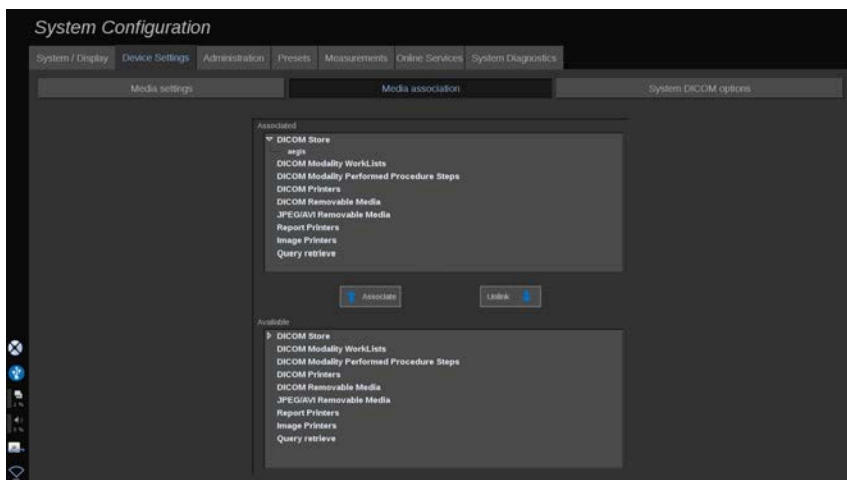 System Configuration
System / Display Device Settings Administration Presets Measurements Online Services System Diagnostics
Media settings Media association System DICOM options
Associated
DICOM Store
aegis
DICOM Modality WorkLists
DICOM Modality Performed Procedure Steps
DICOM Printers
DICOM Removable Media
JPEG/AVI Removable Media
Report Printers
Image Printers
Query retrieve
Associate Unlink
Available
DICOM Store
DICOM Modality WorkLists
DICOM Modality Performed Procedure Steps
DICOM Printers
DICOM Removable Media
JPEG/AVI Removable Media
Report Printers
Image Printers
Query retrieve